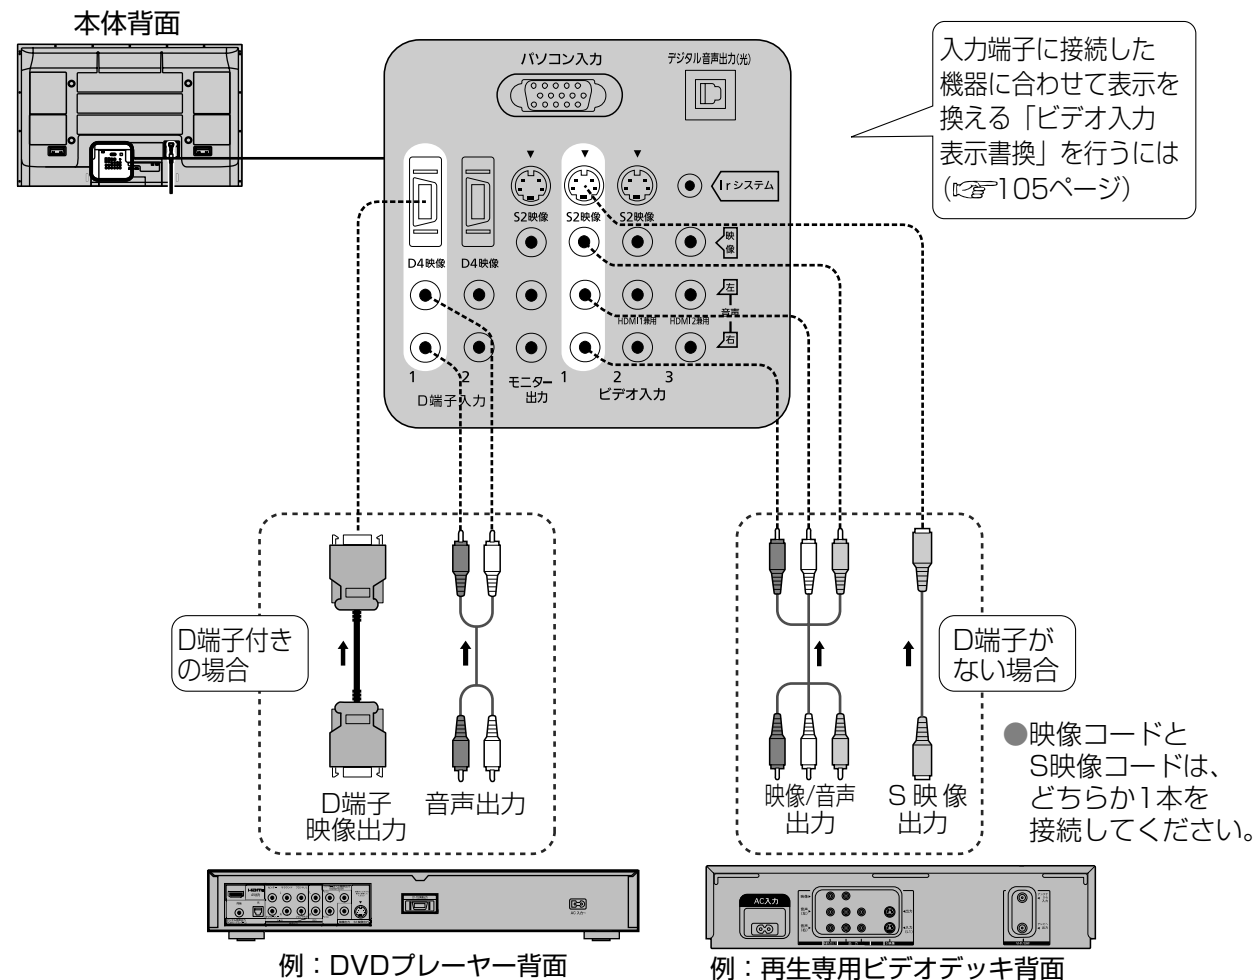 本体背面
パソコン入力
デジタル音声出力(光)
入力端子に接続した
機器に合わせて表示を
換える「ビデオ入力
表示書換」を行うには
(☞105ページ)
Irシステム
S2映像 S2映像 S2映像
映像
D4映像 D4映像
左
音声
HDMI1兼用 HDMI2兼用
右
1 2 1 2 3
モニター
出力
D端子入力
ビデオ入力
D端子付き
の場合
D端子が
ない場合
D端子
映像出力
音声出力
映像/音声
出力
S映像
出力
●映像コードと
S映像コードは、
どちらか1本を
接続してください。
HDMI
AC入力
例：DVDプレーヤー背面
例：再生専用ビデオデッキ背面